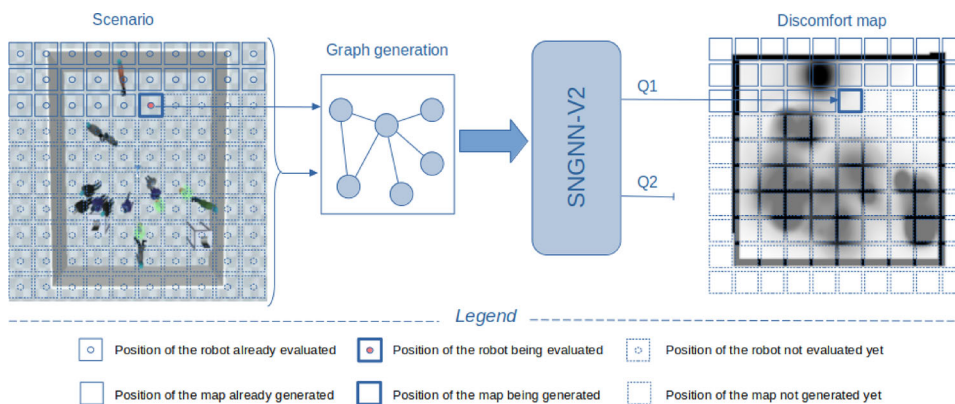 Scenario
Graph generation
Discomfort map
SNGNN-V2
Q1
Q2
Legend
Position of the robot already evaluated
Position of the robot being evaluated
Position of the robot not evaluated yet
Position of the map already generated
Position of the map being generated
Position of the map not generated yet